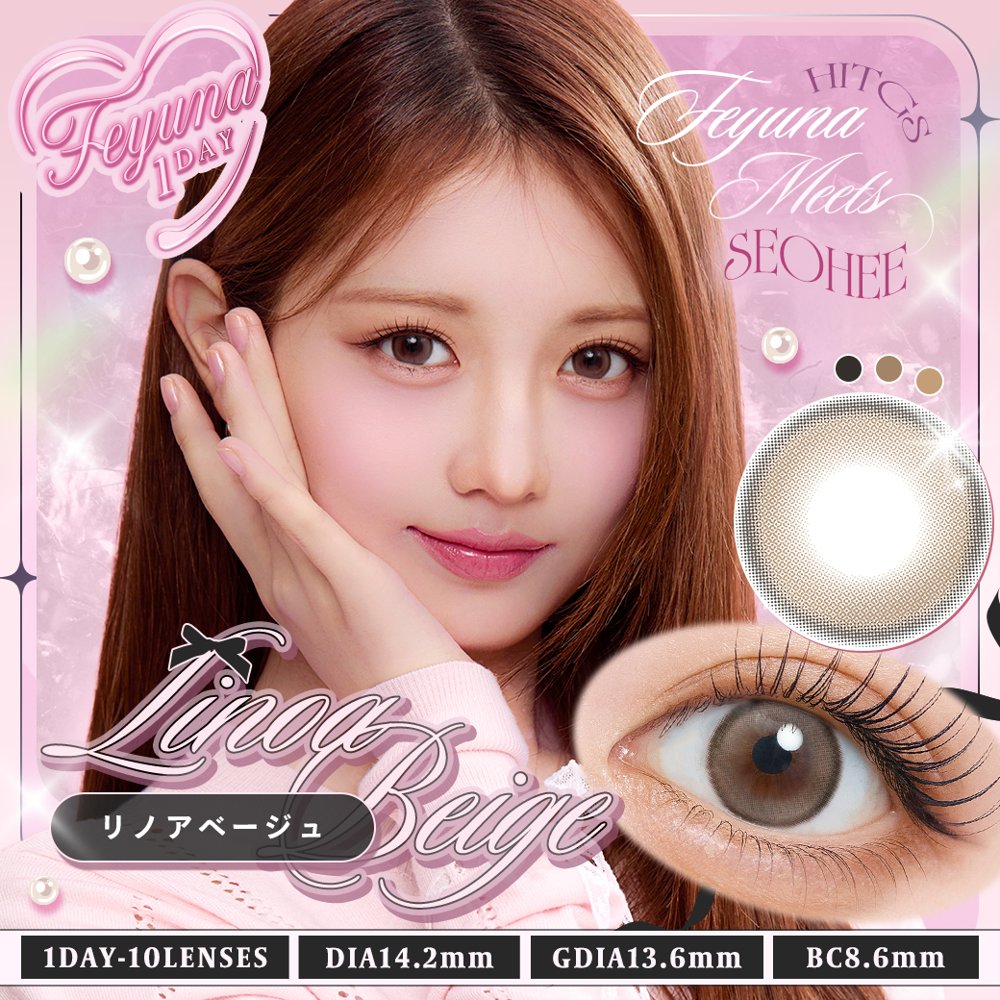 Feyuna
1DAY
HITGS
Feyuna
Meets
SEOHEE
Linoa
Beige
リノアベージュ
1DAY-10LENSES
DIA14.2mm
GDIA13.6mm
BC8.6mm